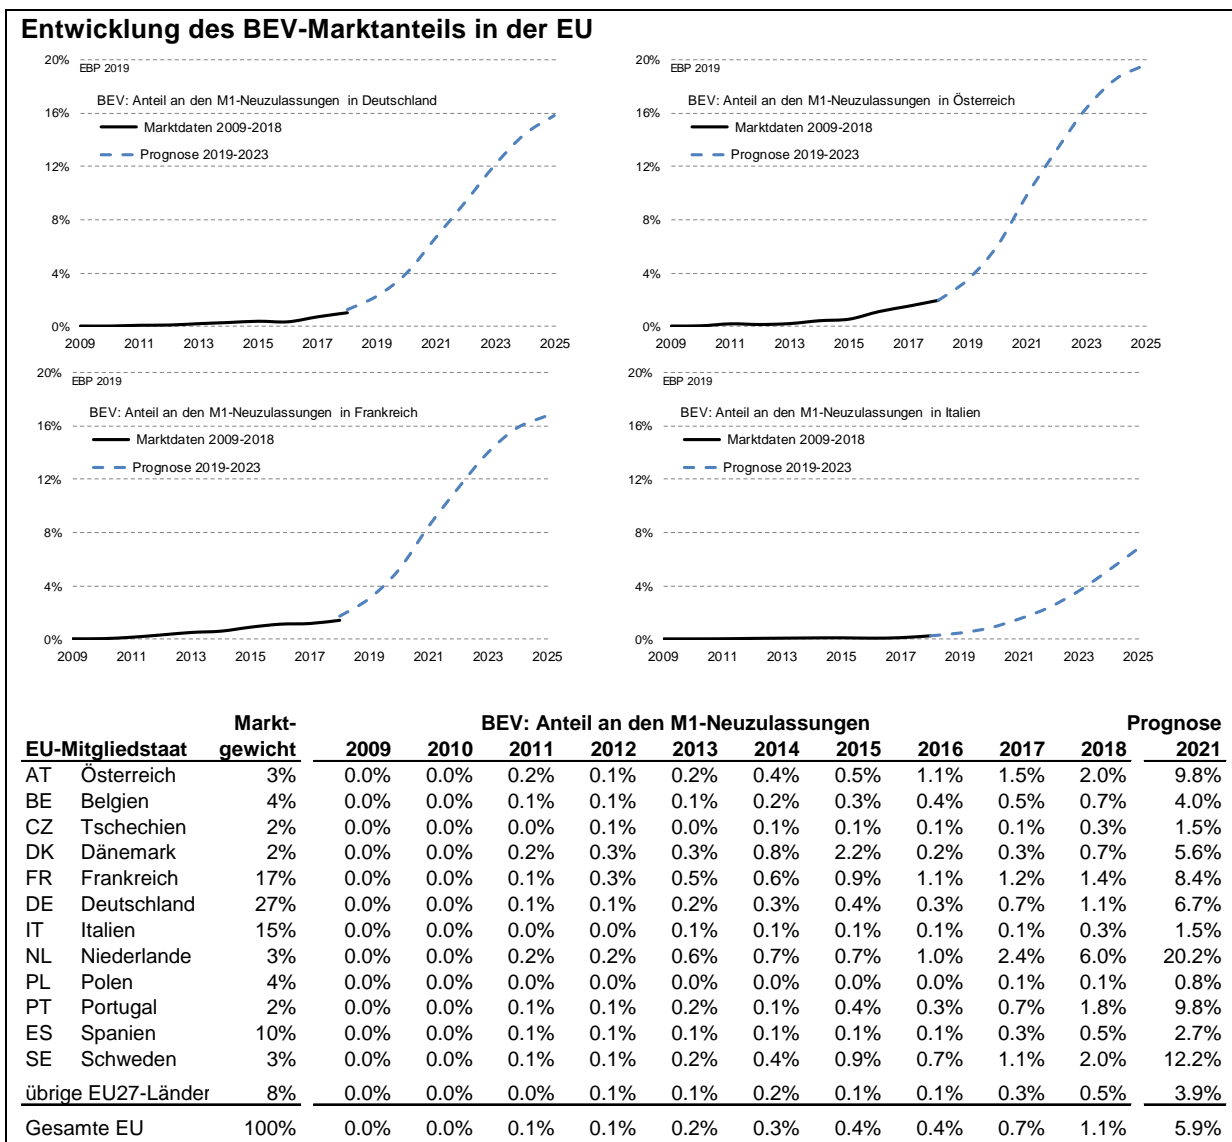 Entwicklung des BEV-Marktanteils in der EU
20%
EBP 2019
BEV: Anteil an den M1-Neuzulassungen in Deutschland
16%
Marktdaten 2009-2018
Prognose 2019-2023
12%
8%
4%
0%
2009 2011 2013 2015 2017 2019 2021 2023 2025
20%
EBP 2019
BEV: Anteil an den M1-Neuzulassungen in Österreich
16%
Marktdaten 2009-2018
Prognose 2019-2023
12%
8%
4%
0%
2009 2011 2013 2015 2017 2019 2021 2023 2025
20%
EBP 2019
BEV: Anteil an den M1-Neuzulassungen in Frankreich
16%
Marktdaten 2009-2018
Prognose 2019-2023
12%
8%
4%
0%
2009 2011 2013 2015 2017 2019 2021 2023 2025
20%
EBP 2019
BEV: Anteil an den M1-Neuzulassungen in Italien
16%
Marktdaten 2009-2018
Prognose 2019-2023
12%
8%
4%
0%
2009 2011 2013 2015 2017 2019 2021 2023 2025
Markt- BEV: Anteil an den M1-Neuzulassungen Prognose
EU-Mitgliedstaat gewicht 2009 2010 2011 2012 2013 2014 2015 2016 2017 2018 2021
AT Österreich 3% 0.0% 0.0% 0.2% 0.1% 0.2% 0.4% 0.5% 1.1% 1.5% 2.0% 9.8%
BE Belgien 4% 0.0% 0.0% 0.1% 0.1% 0.1% 0.2% 0.3% 0.4% 0.5% 0.7% 4.0%
CZ Tschechien 2% 0.0% 0.0% 0.0% 0.1% 0.0% 0.1% 0.1% 0.1% 0.1% 0.3% 1.5%
DK Dänemark 2% 0.0% 0.0% 0.2% 0.3% 0.3% 0.8% 2.2% 0.2% 0.3% 0.7% 5.6%
FR Frankreich 17% 0.0% 0.0% 0.1% 0.3% 0.5% 0.6% 0.9% 1.1% 1.2% 1.4% 8.4%
DE Deutschland 27% 0.0% 0.0% 0.1% 0.1% 0.2% 0.3% 0.4% 0.3% 0.7% 1.1% 6.7%
IT Italien 15% 0.0% 0.0% 0.0% 0.0% 0.1% 0.1% 0.1% 0.1% 0.1% 0.3% 1.5%
NL Niederlande 3% 0.0% 0.0% 0.2% 0.2% 0.6% 0.7% 0.7% 1.0% 2.4% 6.0% 20.2%
PL Polen 4% 0.0% 0.0% 0.0% 0.0% 0.0% 0.0% 0.0% 0.0% 0.1% 0.1% 0.8%
PT Portugal 2% 0.0% 0.0% 0.1% 0.1% 0.2% 0.1% 0.4% 0.3% 0.7% 1.8% 9.8%
ES Spanien 10% 0.0% 0.0% 0.1% 0.1% 0.1% 0.1% 0.1% 0.1% 0.3% 0.5% 2.7%
SE Schweden 3% 0.0% 0.0% 0.1% 0.1% 0.2% 0.4% 0.9% 0.7% 1.1% 2.0% 12.2%
übrige EU27-Länder 8% 0.0% 0.0% 0.0% 0.1% 0.1% 0.2% 0.1% 0.1% 0.3% 0.5% 3.9%
Gesamte EU 100% 0.0% 0.0% 0.1% 0.1% 0.2% 0.3% 0.4% 0.4% 0.7% 1.1% 5.9%